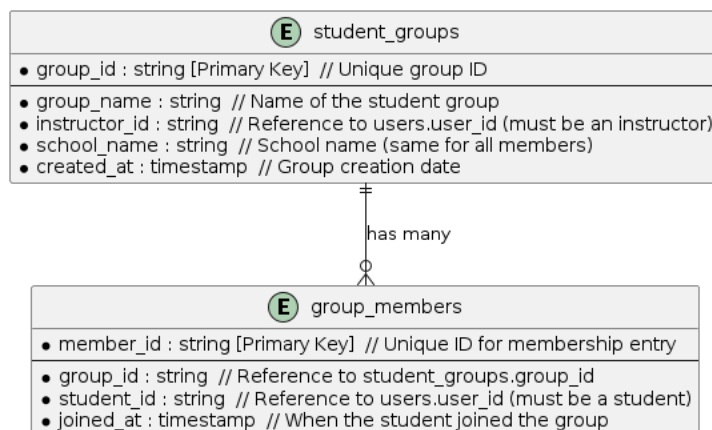 E student_groups
● group_id : string [Primary Key] // Unique group ID
● group_name : string // Name of the student group
● instructor_id : string // Reference to users.user_id (must be an instructor)
● school_name : string // School name (same for all members)
● created_at : timestamp // Group creation date
has many
E group_members
● member_id : string [Primary Key] // Unique ID for membership entry
● group_id : string // Reference to student_groups.group_id
● student_id : string // Reference to users.user_id (must be a student)
● joined_at : timestamp // When the student joined the group